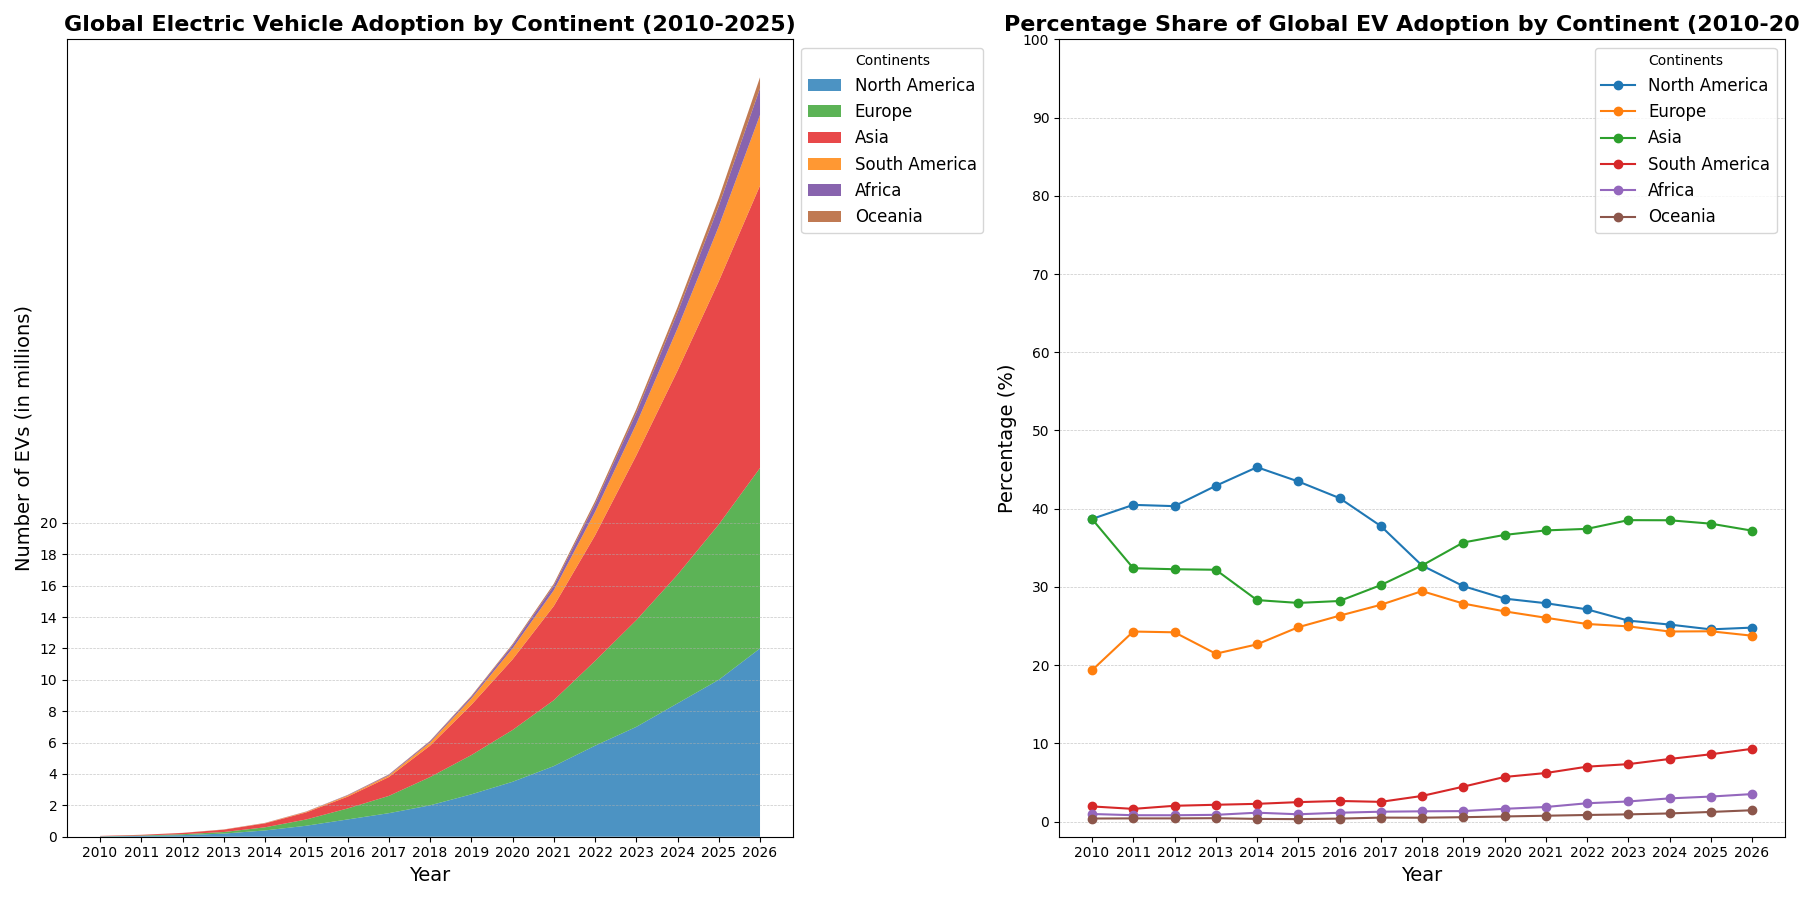 Global Electric Vehicle Adoption by Continent (2010-2025)
Number of EVs (in millions)
20
18
16
14
12
10
8
6
4
2
0
2010 2011 2012 2013 2014 2015 2016 2017 2018 2019 2020 2021 2022 2023 2024 2025 2026
Year
Continents
North America
Europe
Asia
South America
Africa
Oceania
Percentage Share of Global EV Adoption by Continent (2010-20
Percentage (%)
100
90
80
70
60
50
40
30
20
10
0
2010 2011 2012 2013 2014 2015 2016 2017 2018 2019 2020 2021 2022 2023 2024 2025 2026
Year
Continents
North America
Europe
Asia
South America
Africa
Oceania